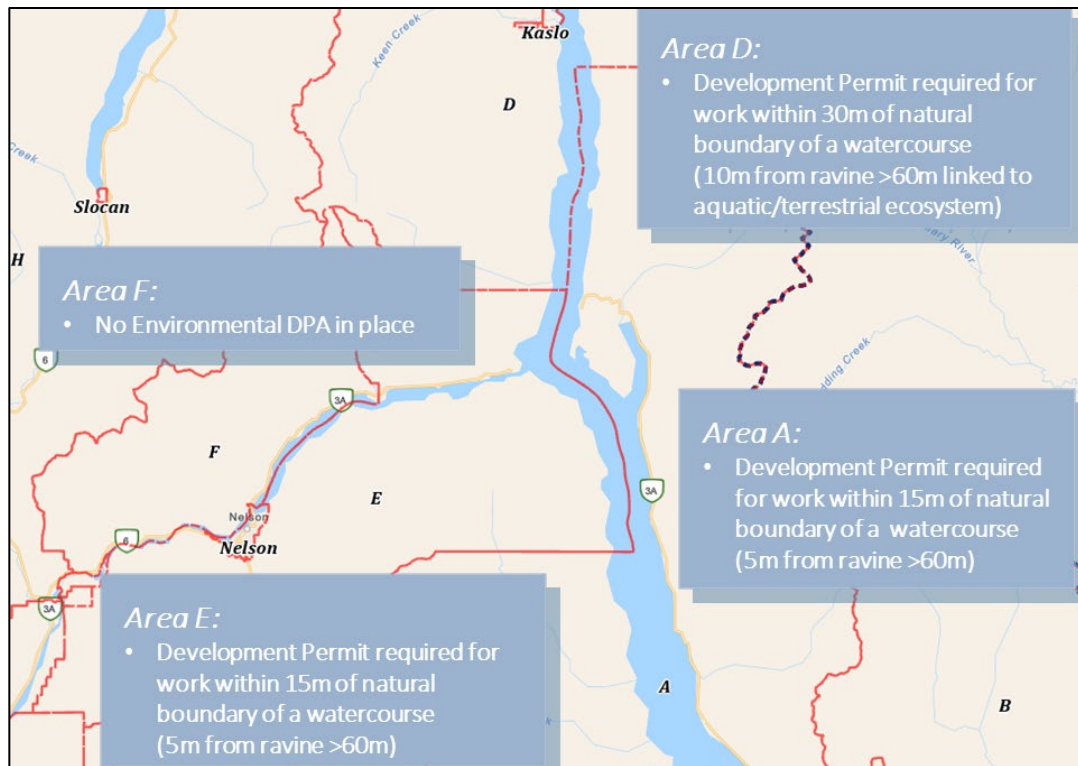 Kaslo
Keen Creek
D
Area D:
• Development Permit required for
work within 30m of natural
boundary of a watercourse
(10m from ravine >60m linked to
aquatic/terrestrial ecosystem)
Creek
Slocan
H
River
Area F:
• No Environmental DPA in place
6
3A
Creek
Area A:
• Development Permit required
for work within 15m of natural
boundary of a watercourse
(5m from ravine >60m)
F
E
3A
Nelson
Nelson
6
3A
Area E:
• Development Permit required for
work within 15m of natural
boundary of a watercourse
(5m from ravine >60m)
A
B